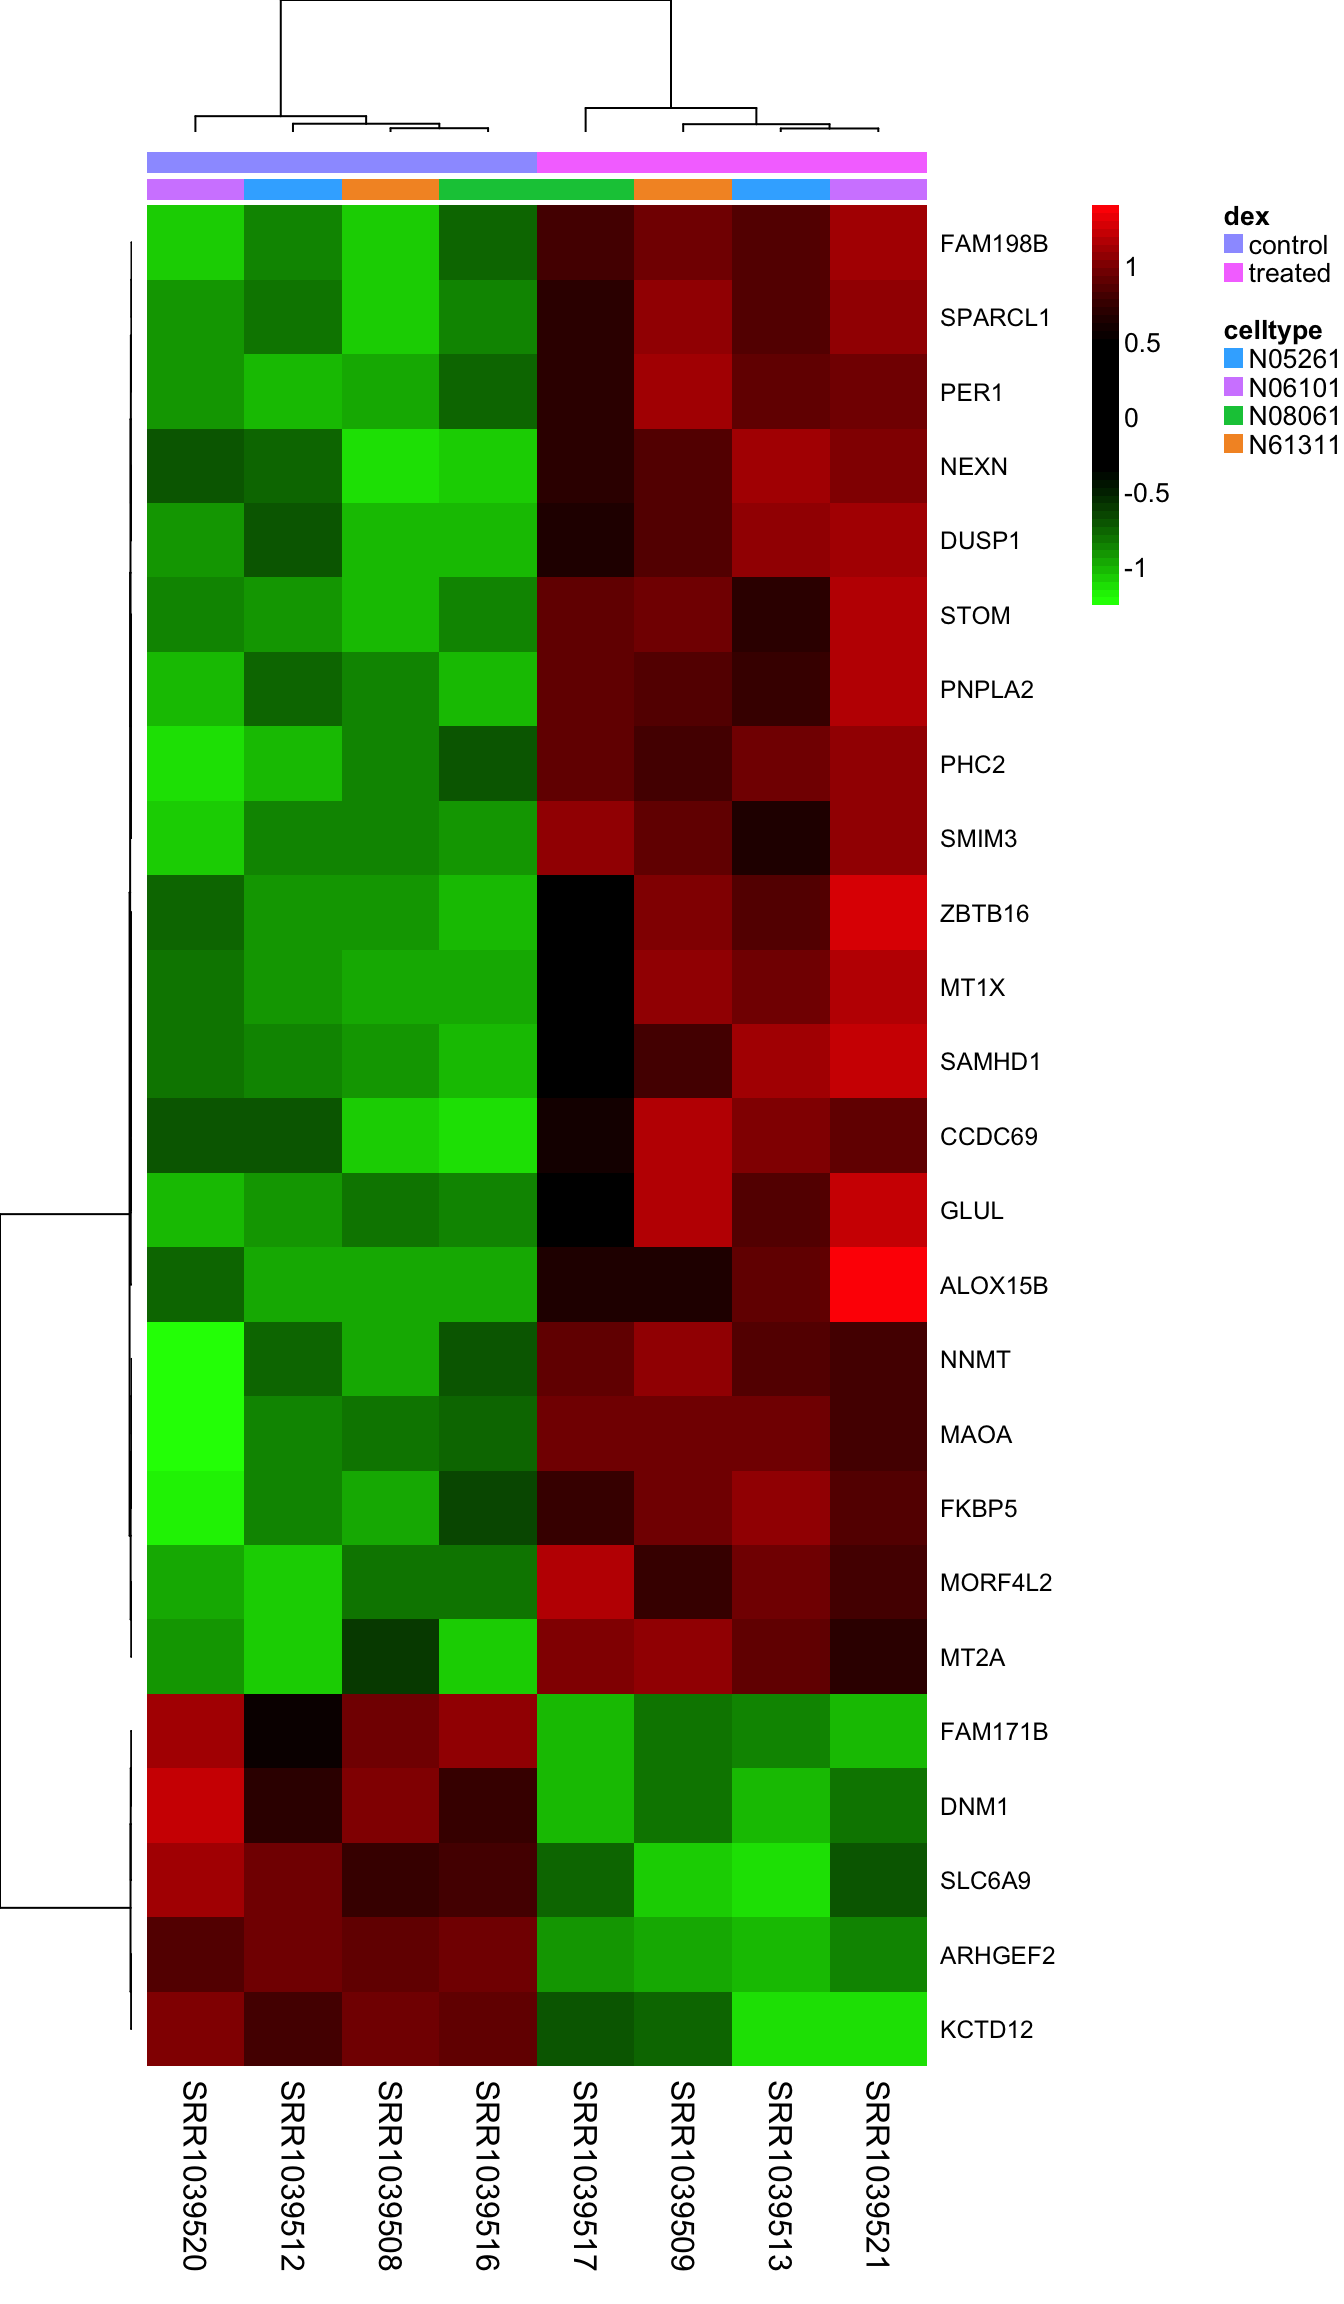 FAM198B
SPARCL1
PER1
NEXN
DUSP1
STOM
PNPLA2
PHC2
SMIM3
ZBTB16
MT1X
SAMHD1
CCDC69
GLUL
ALOX15B
NNMT
MAOA
FKBP5
MORF4L2
MT2A
FAM171B
DNM1
SLC6A9
ARHGEF2
KCTD12
1
0.5
0
-0.5
-1
dex
control
treated
celltype
N05261
N06101
N08061
N61311
SRR1039520
SRR1039512
SRR1039508
SRR1039516
SRR1039517
SRR1039509
SRR1039513
SRR1039521